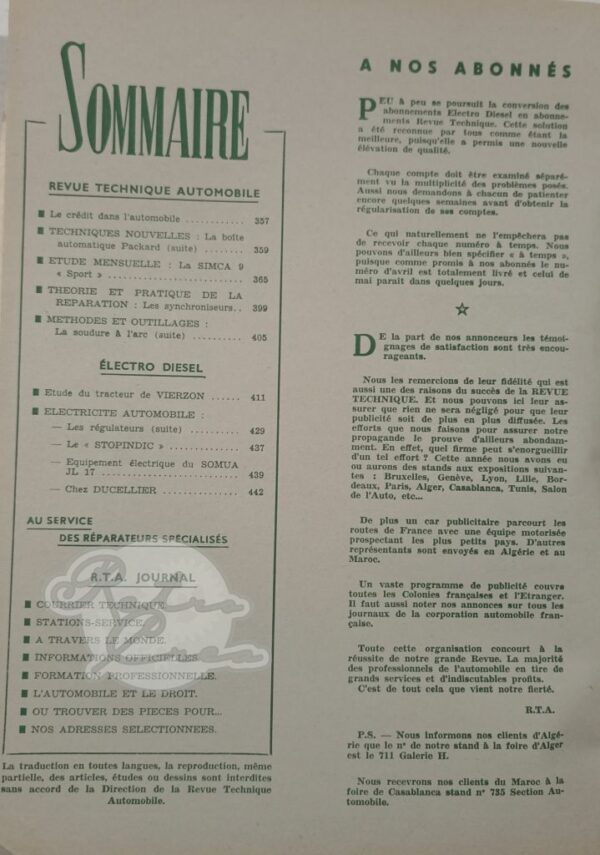 SOMMAIRE
REVUE TECHNIQUE AUTOMOBILE
■ Le crédit dans l'automobile ............ 357
■ TECHNIQUES NOUVELLES : La boîte
automatique Packard (suite) .......... 359
■ ETUDE MENSUELLE : La SIMCA 9
« Sport » ........................... 365
■ THEORIE ET PRATIQUE DE LA
REPARATION : Les synchroniseurs.. 399
■ METHODES ET OUTILLAGES :
La soudure à l'arc (suite) .......... 405
ÉLECTRO DIESEL
■ Etude du tracteur de VIERZON ...... 411
■ ELECTRICITE AUTOMOBILE :
— Les régulateurs (suite) .......... 429
— Le « STOPINDIC » ............... 437
— Equipement électrique du SOMUA
JL 17 ............................ 439
— Chez DUCELLIER ............... 442
AU SERVICE
DES RÉPARATEURS SPÉCIALISÉS
R.T.A. JOURNAL
■ COURRIER TECHNIQUE.
■ STATIONS-SERVICE.
■ A TRAVERS LE MONDE.
■ INFORMATIONS OFFICIELLES.
■ FORMATION PROFESSIONNELLE.
■ L'AUTOMOBILE ET LE DROIT.
■ OU TROUVER DES PIECES POUR...
■ NOS ADRESSES SELECTIONNEES.
La traduction en toutes langues, la reproduction, même
partielle, des articles, études ou dessins sont interdites
sans accord de la Direction de la Revue Technique
Automobile.
A NOS ABONNÉS
PEU à peu se poursuit la conversion des
abonnements Electro Diesel en abonne-
ments Revue Technique. Cette solution
a été reconnue par tous comme étant la
meilleure, puisqu'elle a permis une nouvelle
élévation de qualité.
Chaque compte doit être examiné séparé-
ment vu la multiplicité des problèmes posés.
Aussi nous demandons à chacun de patienter
encore quelques semaines avant d'obtenir la
régularisation de ses comptes.
Ce qui naturellement ne l'empêchera pas
de recevoir chaque numéro à temps. Nous
pouvons d'ailleurs bien spécifier « à temps »,
puisque comme promis à nos abonnés le nu-
méro d'avril est totalement livré et celui de
mai paraît dans quelques jours.
DE la part de nos annonceurs les témoi-
gnages de satisfaction sont très encou-
rageants.
Nous les remercions de leur fidélité qui est
aussi une des raisons du succès de la REVUE
TECHNIQUE. Et nous pouvons ici leur as-
surer que rien ne sera négligé pour que leur
publicité soit de plus en plus diffusée. Les
efforts que nous faisons pour assurer notre
propagande le prouve d'ailleurs abondam-
ment. En effet, quel firme peut s'enorgueillir
d'un tel effort ? Cette année nous avons eu
ou aurons des stands aux expositions suivan-
tes : Bruxelles, Genève, Lyon, Lille, Bor-
deaux, Paris, Alger, Casablanca, Tunis, Salon
de l'Auto, etc...
De plus un car publicitaire parcourt les
routes de France avec une équipe motorisée
prospectant les plus petits pays. D'autres
représentants sont envoyés en Algérie et au
Maroc.
Un vaste programme de publicité couvre
toutes les Colonies françaises et l'Etranger.
Il faut aussi noter nos annonces sur tous les
journaux de la corporation automobile fran-
çaise.
Toute cette organisation concourt à la
réussite de notre grande Revue. La majorité
des professionnels de l'automobile en tire de
grands services et d'indiscutables profits.
C'est de tout cela que vient notre fierté.
R.T.A.
P.S. — Nous informons nos clients d'Algé-
rie que le n° de notre stand à la foire d'Alger
est le 711 Galerie H.
Nous recevrons nos clients du Maroc à la
foire de Casablanca stand n° 735 Section Au-
tomobile.